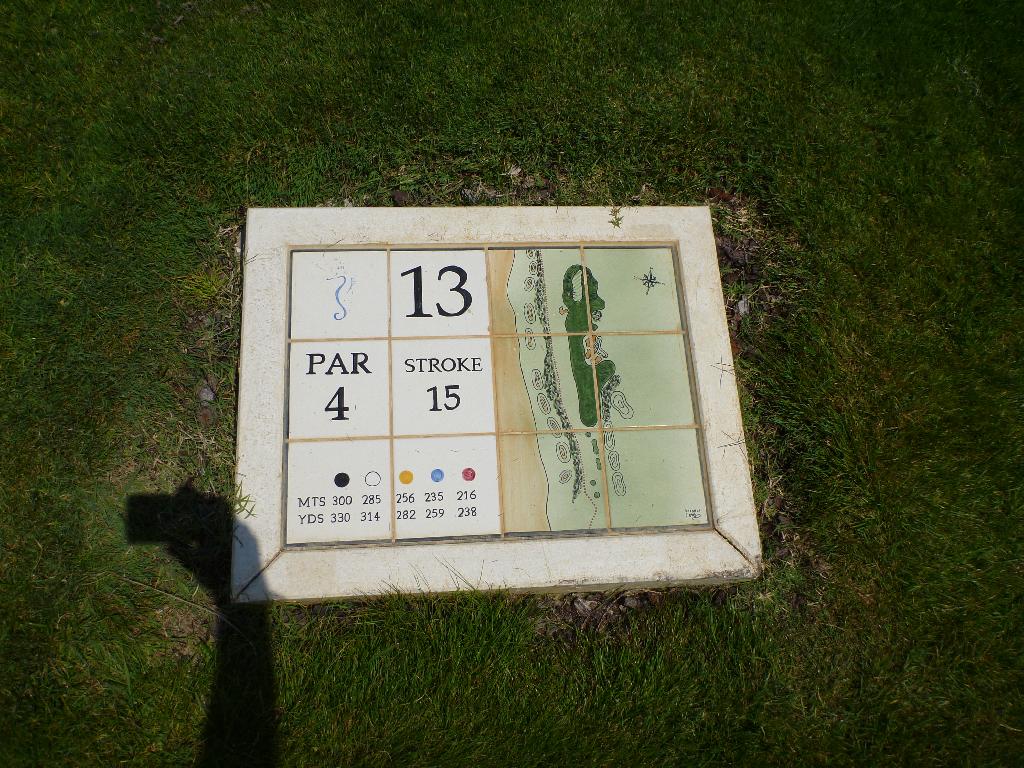 13
PAR STROKE
4 15
MTS 300 285 256 235 216
YDS 330 314 282 259 238